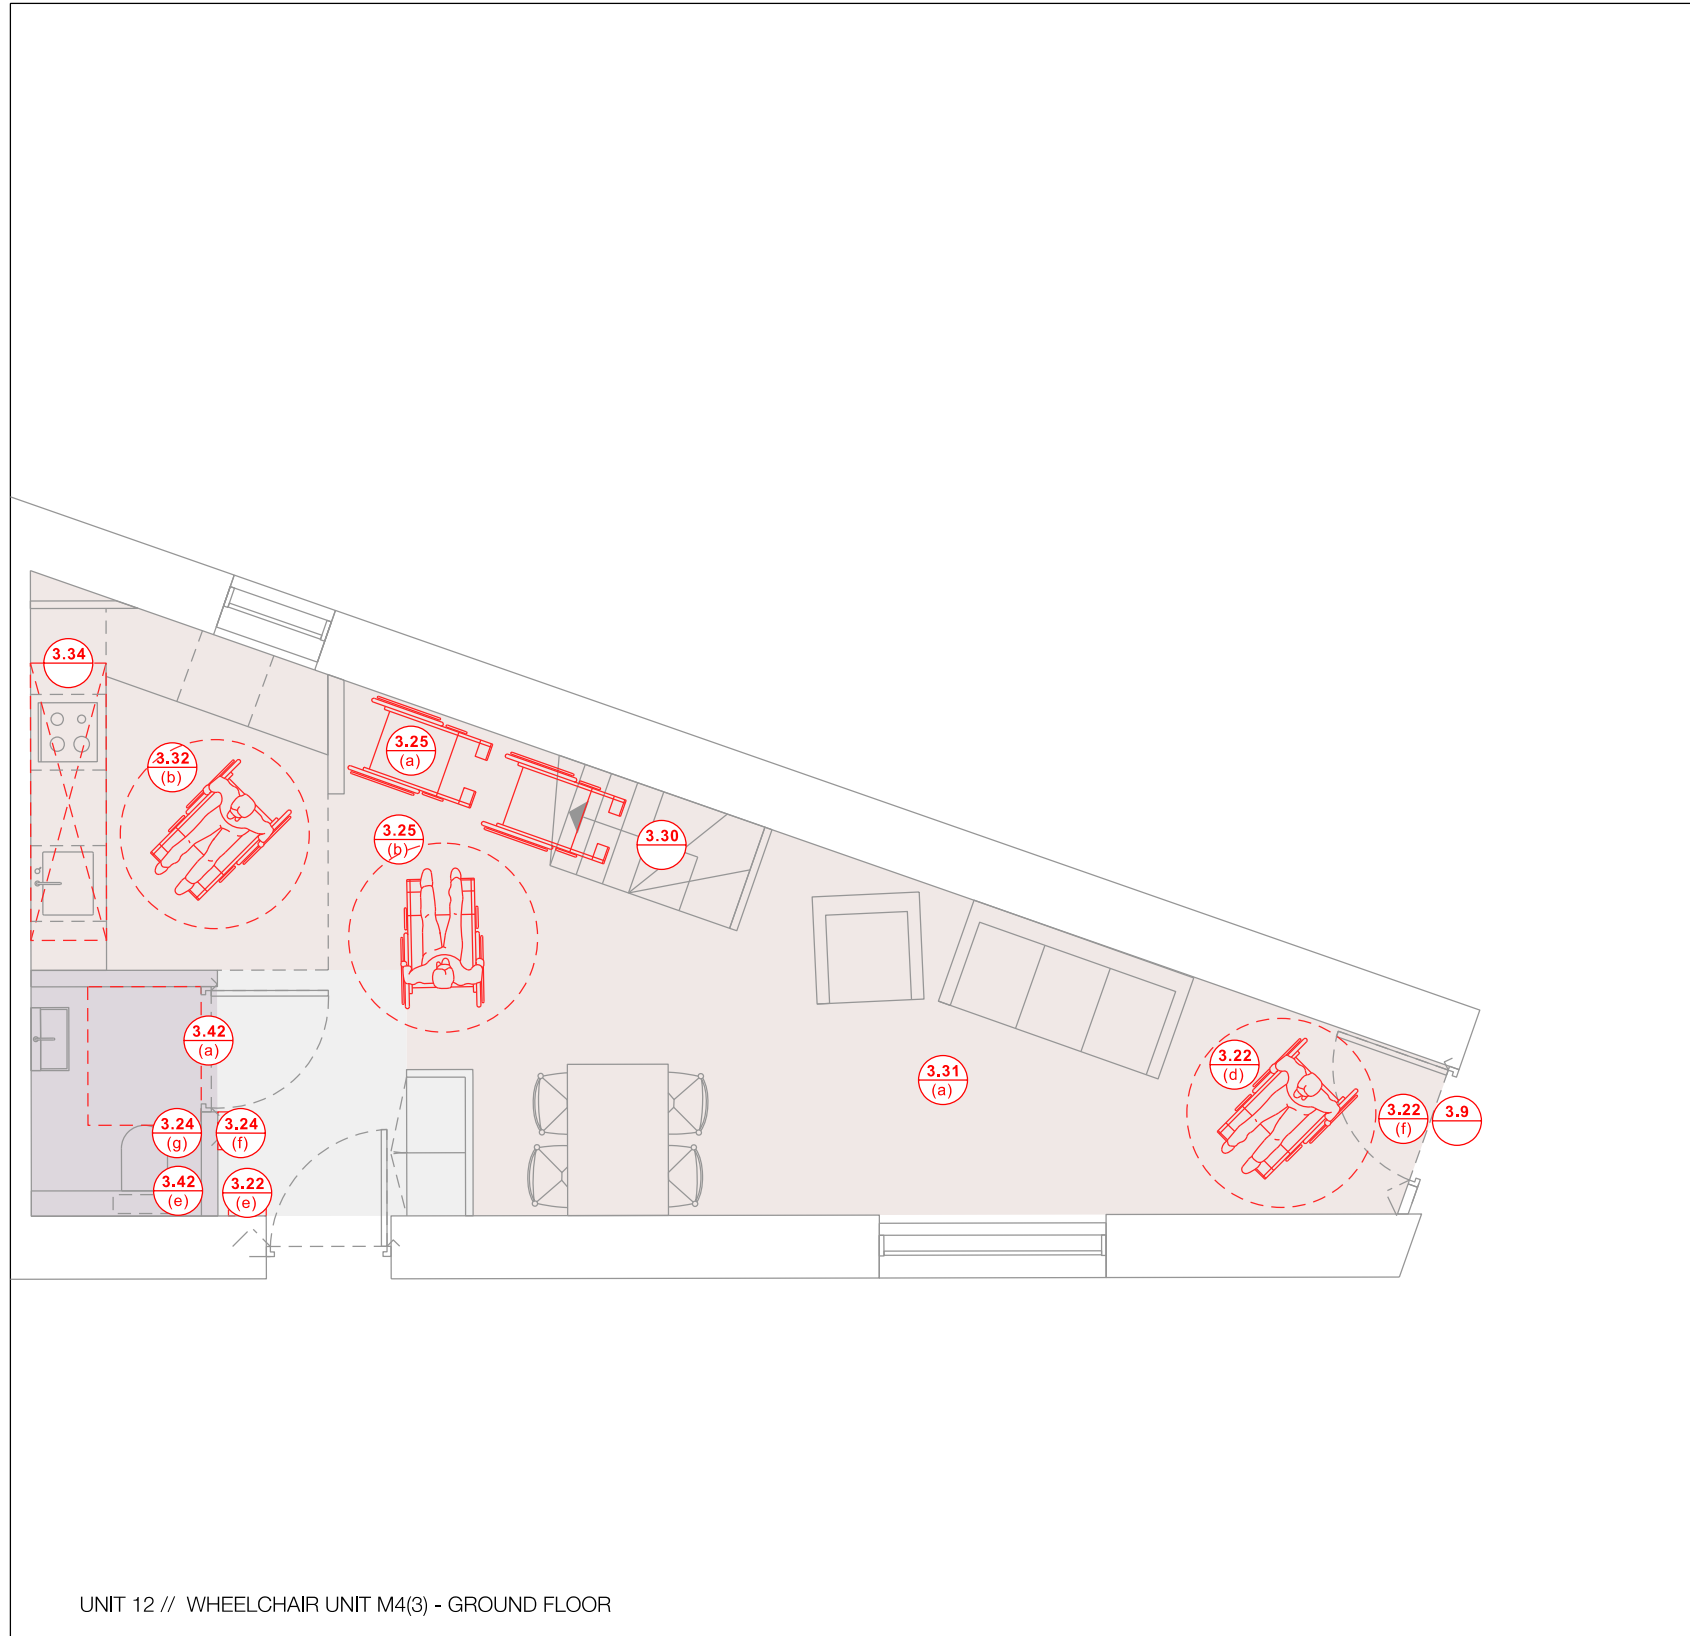 3.34
3.32
(b)
3.25
(a)
3.25
(b)
3.30
3.42
(a)
3.31
(a)
3.22
(d)
3.22
(f)
3.9
3.24
(g)
3.24
(f)
3.42
(e)
3.22
(e)
UNIT 12 // WHEELCHAIR UNIT M4(3) - GROUND FLOOR